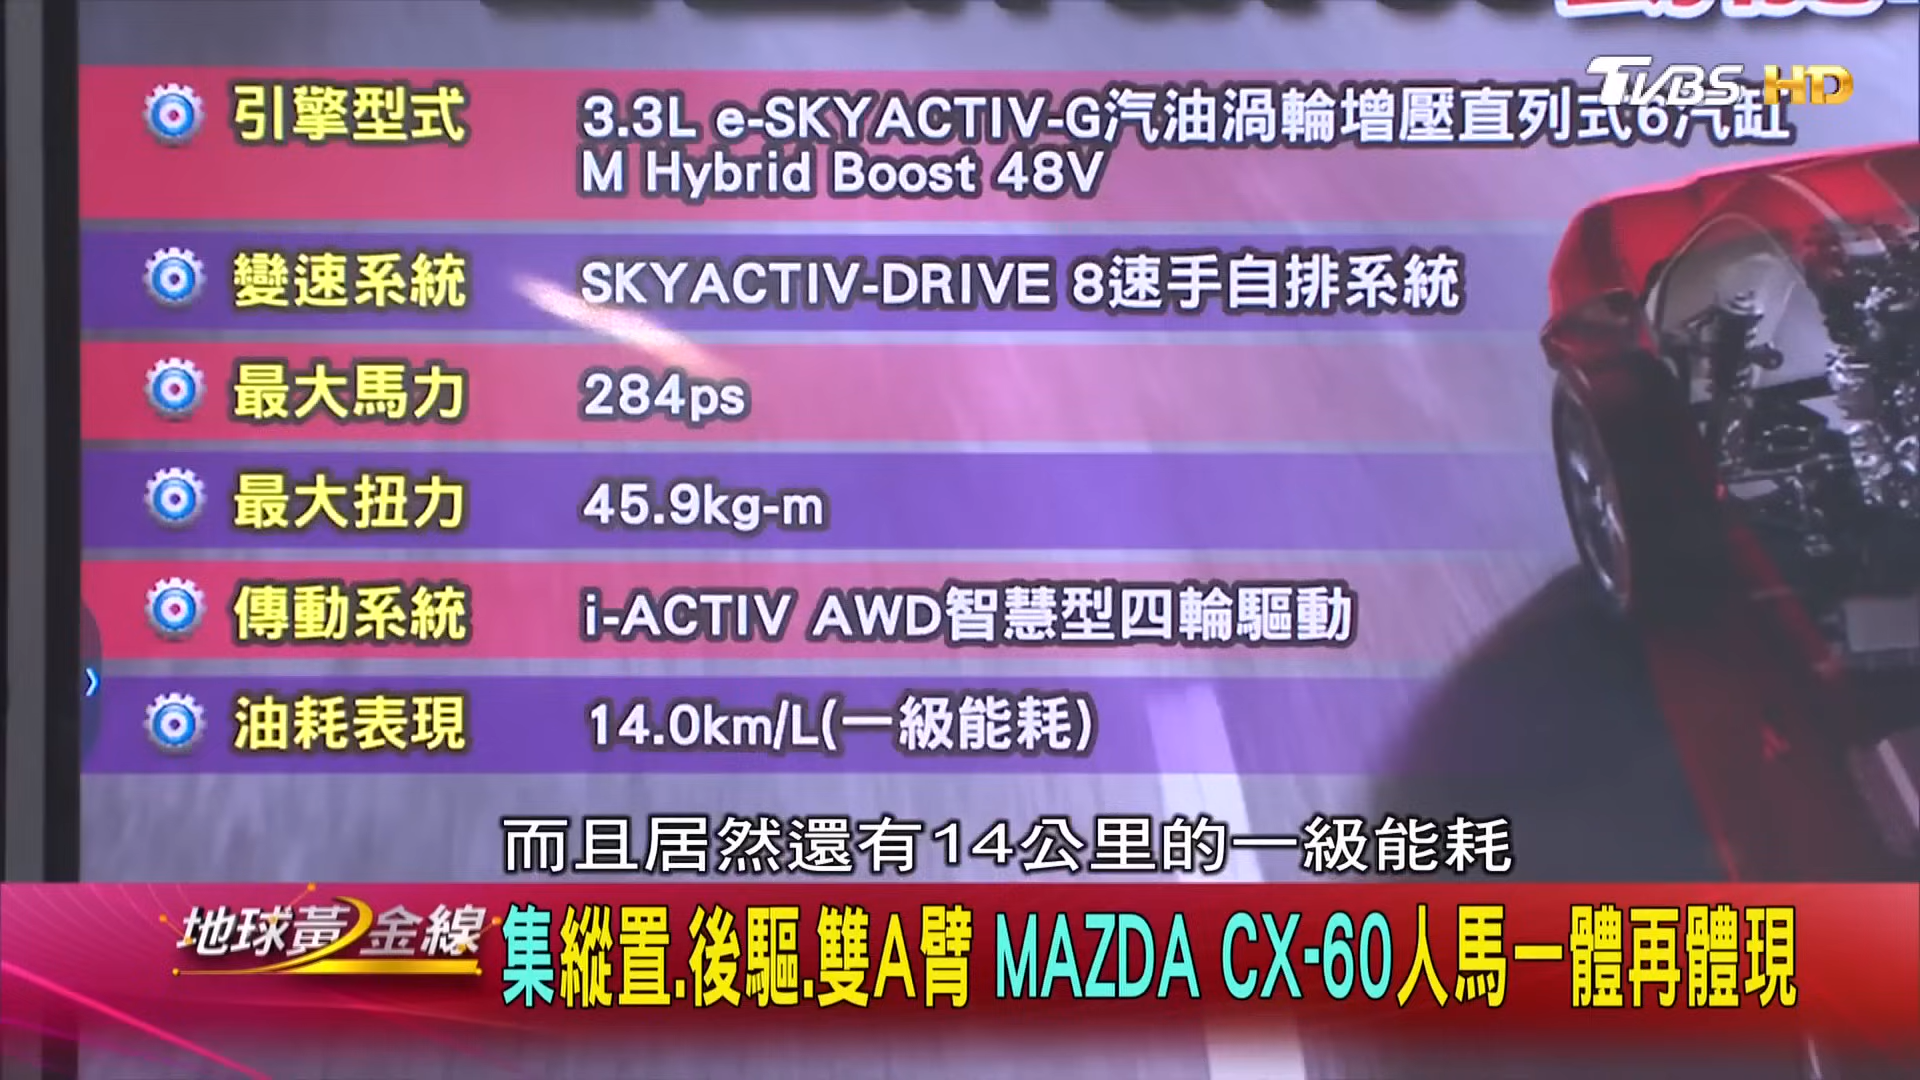 TVBS HD
引擎型式
3.3L e-SKYACTIV-G汽油渦輪增壓直列式6汽缸
M Hybrid Boost 48V
變速系統
SKYACTIV-DRIVE 8速手自排系統
最大馬力
284ps
最大扭力
45.9kg-m
傳動系統
i-ACTIV AWD智慧型四輪驅動
油耗表現
14.0km/L(一級能耗)
而且居然還有14公里的一級能耗
地球黃金線
集縱置.後驅.雙A臂 MAZDA CX-60人馬一體再體現